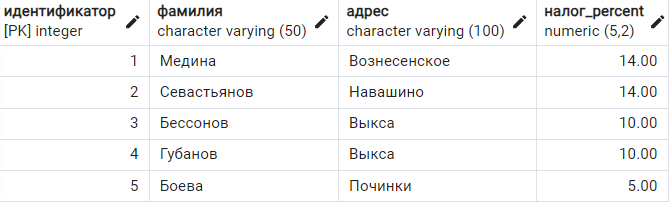 идентификатор фамилия адрес налог_percent
[PK] integer character varying (50) character varying (100) numeric (5,2)
1 Медина Вознесенское 14.00
2 Севастьянов Навашино 14.00
3 Бессонов Выкса 10.00
4 Губанов Выкса 10.00
5 Боева Починки 5.00